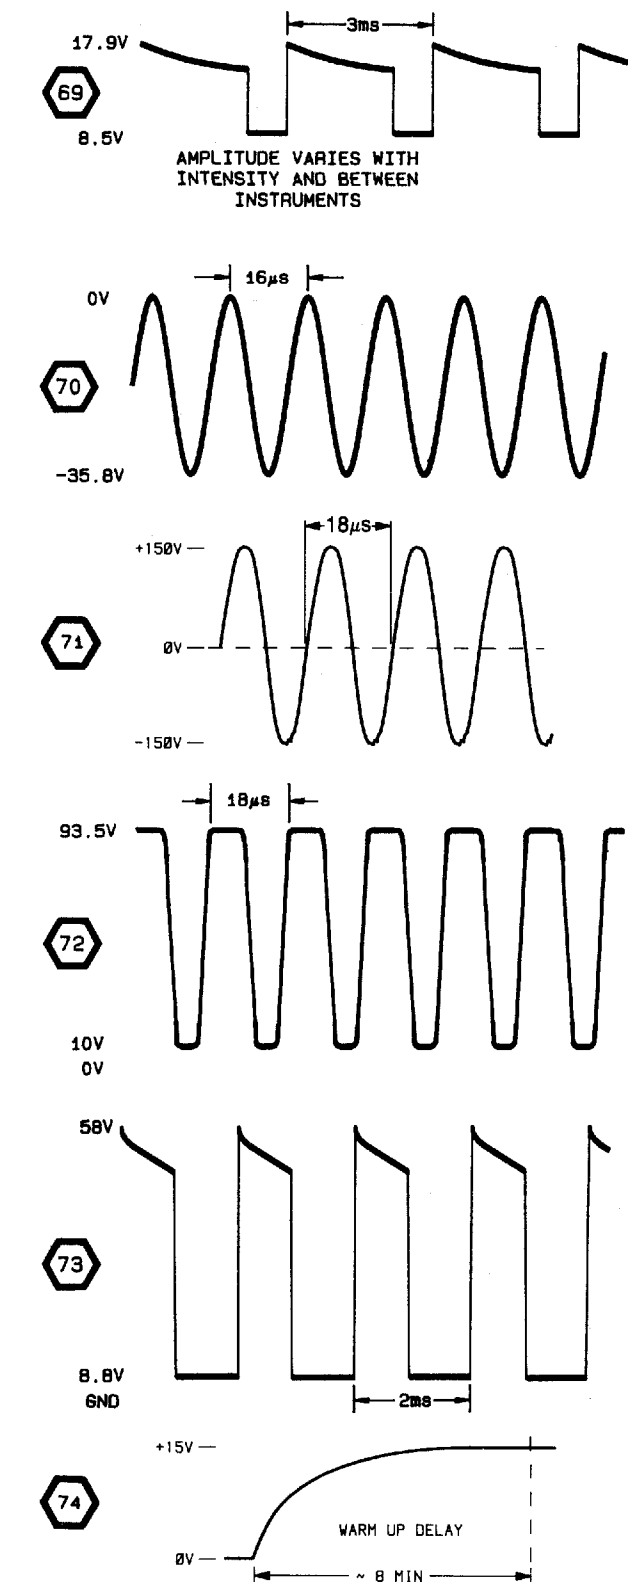 3ms
17.9V
69
8.5V
AMPLITUDE VARIES WITH
INTENSITY AND BETWEEN
INSTRUMENTS
16μs
0V
70
-35.8V
18μs
+150V
71
0V
-150V
18μs
93.5V
72
10V
0V
58V
73
8.8V
GND
2ms
+15V
74
WARM UP DELAY
0V
~ 8 MIN